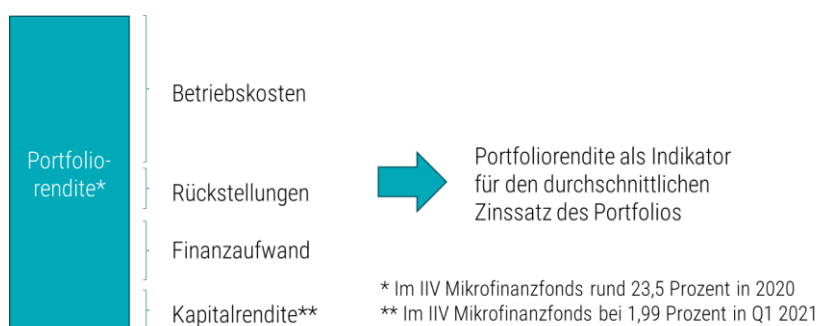 Portfolio-
rendite*
Betriebskosten
Rückstellungen
Finanzaufwand
Kapitalrendite**
Portfoliorendite als Indikator
für den durchschnittlichen
Zinssatz des Portfolios
* Im IIV Mikrofinanzfonds rund 23,5 Prozent in 2020
** Im IIV Mikrofinanzfonds bei 1,99 Prozent in Q1 2021